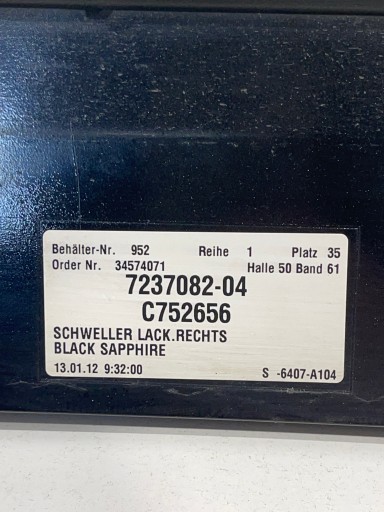 Behälter-Nr. 952 Reihe 1 Platz 35
Order Nr. 34574071 Halle 50 Band 61
7237082-04
C752656
SCHWELLER LACK.RECHTS
BLACK SAPPHIRE
13.01.12 9:32:00 S -6407-A104